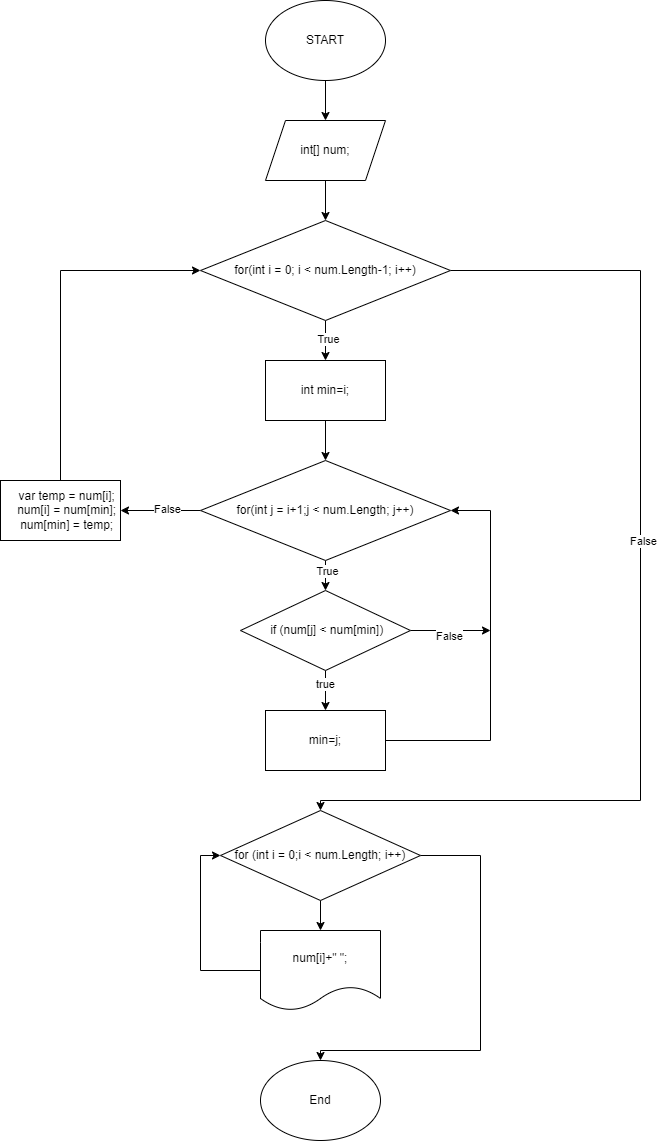 START
int[] num;
for(int i = 0; i < num.Length-1; i++)
True
int min=i;
for(int j = i+1;j < num.Length; j++)
False
var temp = num[i];
num[i] = num[min];
num[min] = temp;
False
True
if (num[j] < num[min])
False
true
min=j;
for (int i = 0;i < num.Length; i++)
num[i]+" ";
End